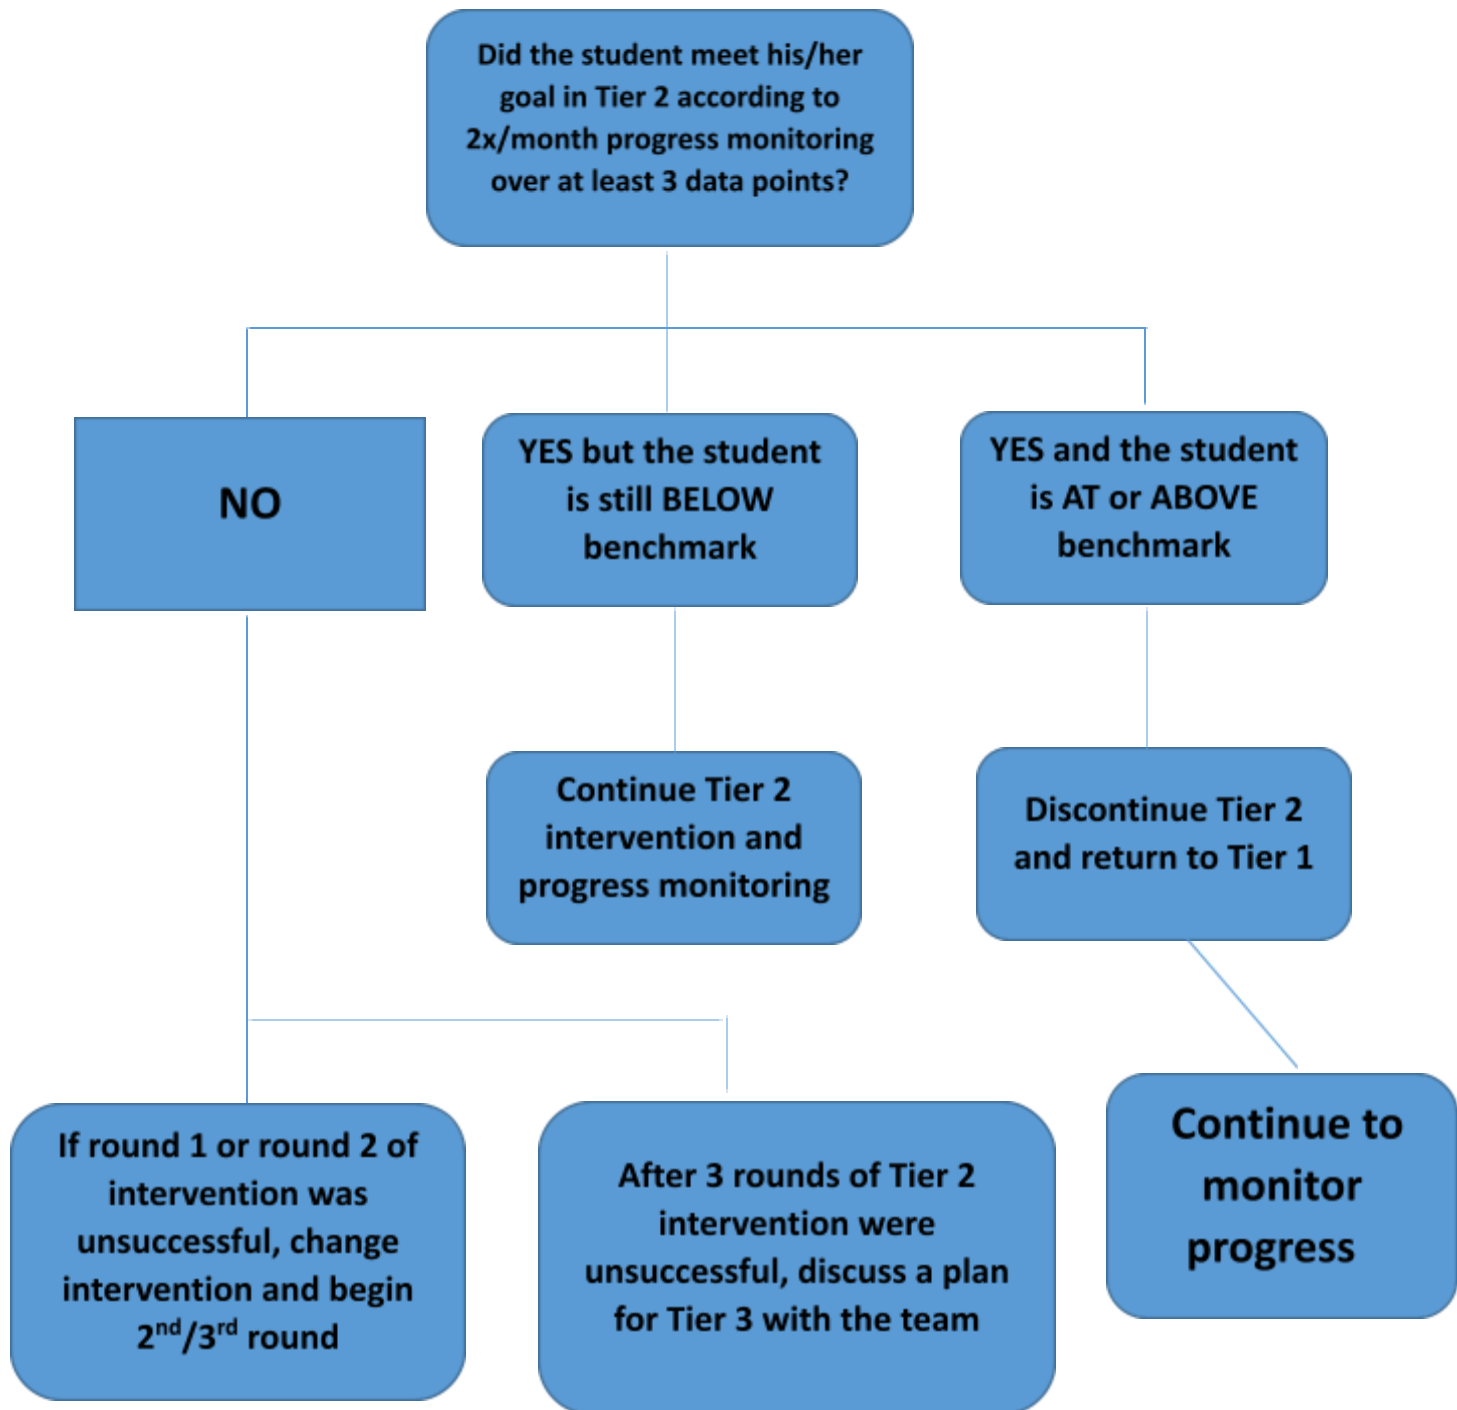 Did the student meet his/her
goal in Tier 2 according to
2x/month progress monitoring
over at least 3 data points?
NO
YES but the student
is still BELOW
benchmark
YES and the student
is AT or ABOVE
benchmark
Continue Tier 2
intervention and
progress monitoring
Discontinue Tier 2
and return to Tier 1
If round 1 or round 2 of
intervention was
unsuccessful, change
intervention and begin
2nd/3rd round
After 3 rounds of Tier 2
intervention were
unsuccessful, discuss a plan
for Tier 3 with the team
Continue to
monitor
progress